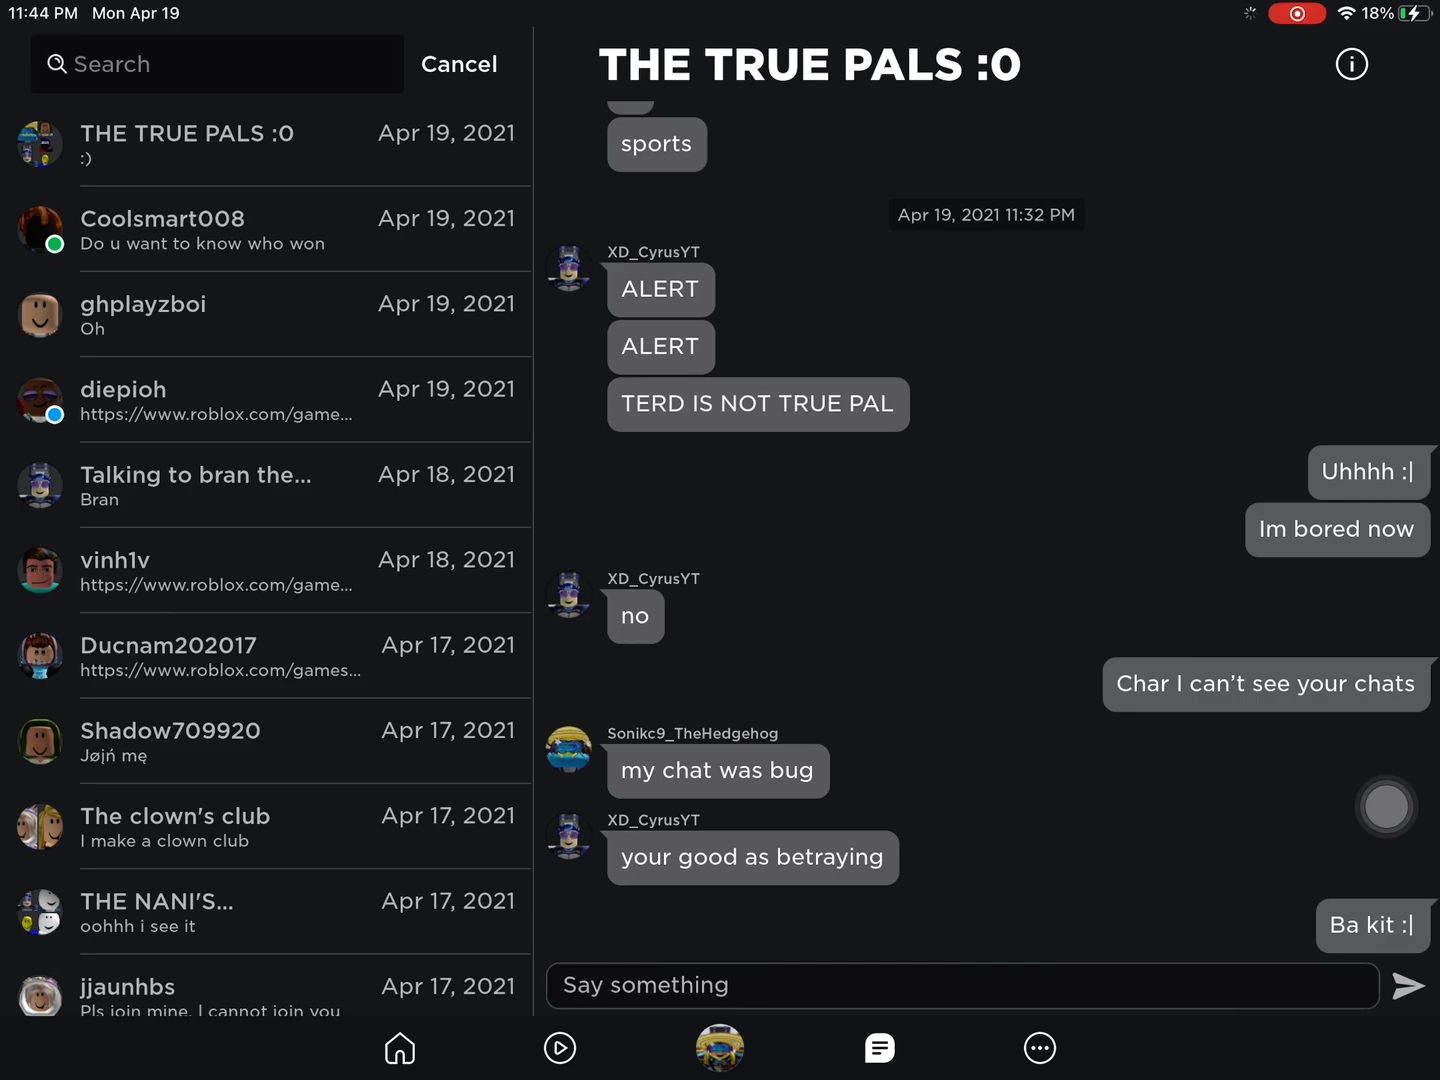 11:44 PM Mon Apr 19
18%
Search
Cancel
THE TRUE PALS :0 Apr 19, 2021
:)
Coolsmart008 Apr 19, 2021
Do u want to know who won
ghplayzboi Apr 19, 2021
Oh
diepioh Apr 19, 2021
https://www.roblox.com/game...
Talking to bran the... Apr 18, 2021
Bran
vinh1v Apr 18, 2021
https://www.roblox.com/game...
Ducnam202017 Apr 17, 2021
https://www.roblox.com/games...
Shadow709920 Apr 17, 2021
Jøįń mę
The clown's club Apr 17, 2021
I make a clown club
THE NANI'S... Apr 17, 2021
oohhh i see it
jjaunhbs Apr 17, 2021
Pls join mine, I cannot join you
THE TRUE PALS :0
sports
Apr 19, 2021 11:32 PM
XD_CyrusYT
ALERT
ALERT
TERD IS NOT TRUE PAL
Uhhhh :|
Im bored now
XD_CyrusYT
no
Char I can’t see your chats
Sonikc9_TheHedgehog
my chat was bug
XD_CyrusYT
your good as betraying
Ba kit :|
Say something